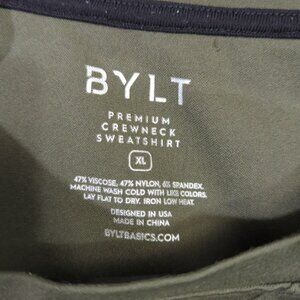 BYLT
PREMIUM
CREWNECK
SWEATSHIRT
XL
47% VISCOSE, 47% NYLON, 6% SPANDEX.
MACHINE WASH COLD WITH LIKE COLORS.
LAY FLAT TO DRY. IRON LOW HEAT.
DESIGNED IN USA
MADE IN CHINA
BYLTBASICS.COM